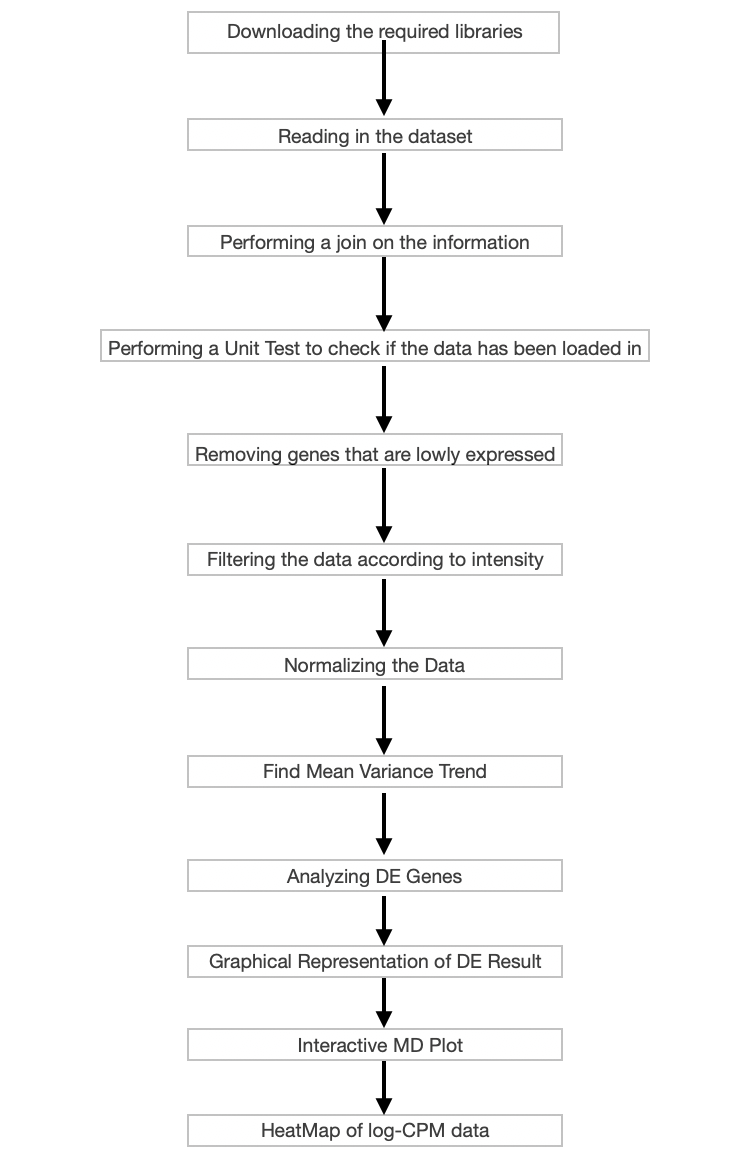 Downloading the required libraries
Reading in the dataset
Performing a join on the information
Performing a Unit Test to check if the data has been loaded in
Removing genes that are lowly expressed
Filtering the data according to intensity
Normalizing the Data
Find Mean Variance Trend
Analyzing DE Genes
Graphical Representation of DE Result
Interactive MD Plot
HeatMap of log-CPM data